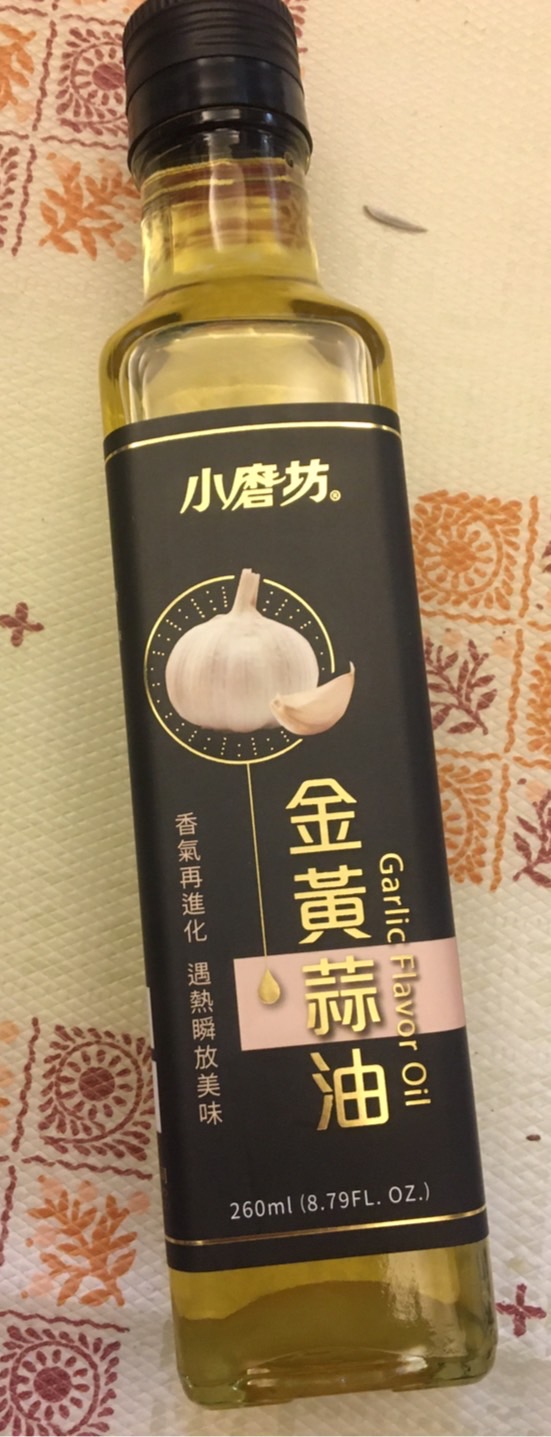 小磨坊®
金黃蒜油
Garlic Flavor Oil
香氣再進化 遇熱瞬放美味
260ml (8.79FL. OZ.)